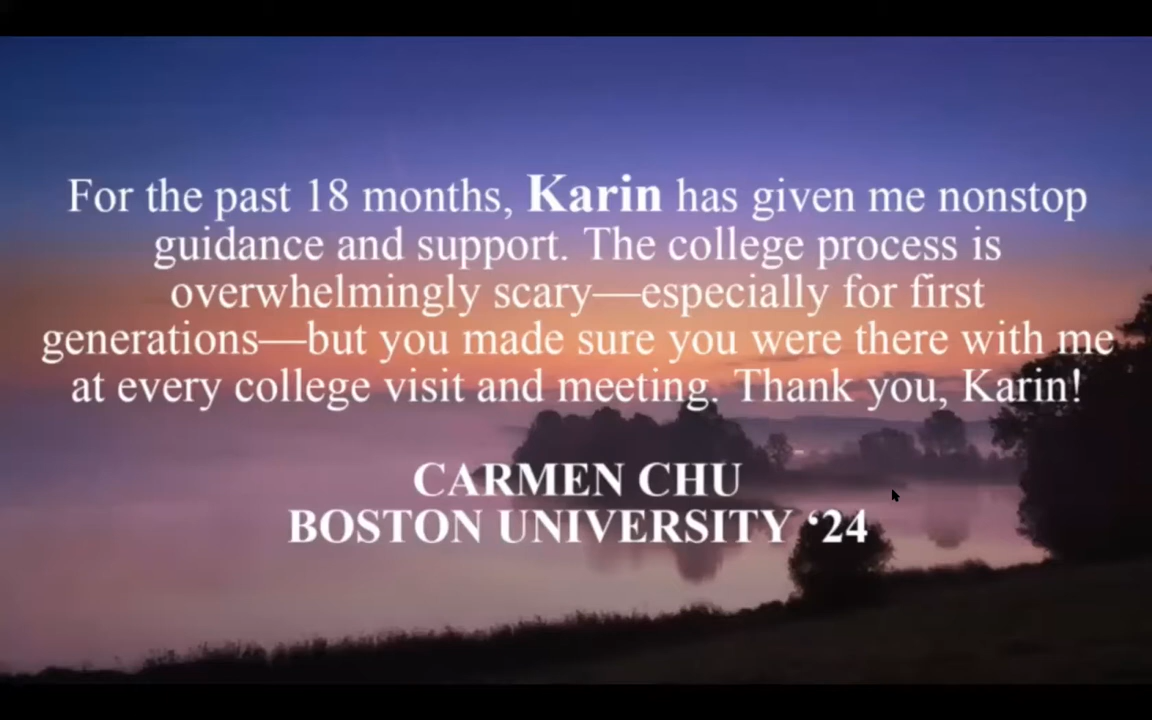 For the past 18 months, Karin has given me nonstop
guidance and support. The college process is
overwhelmingly scary—especially for first
generations—but you made sure you were there with me
at every college visit and meeting. Thank you, Karin!
CARMEN CHU
BOSTON UNIVERSITY ‘24